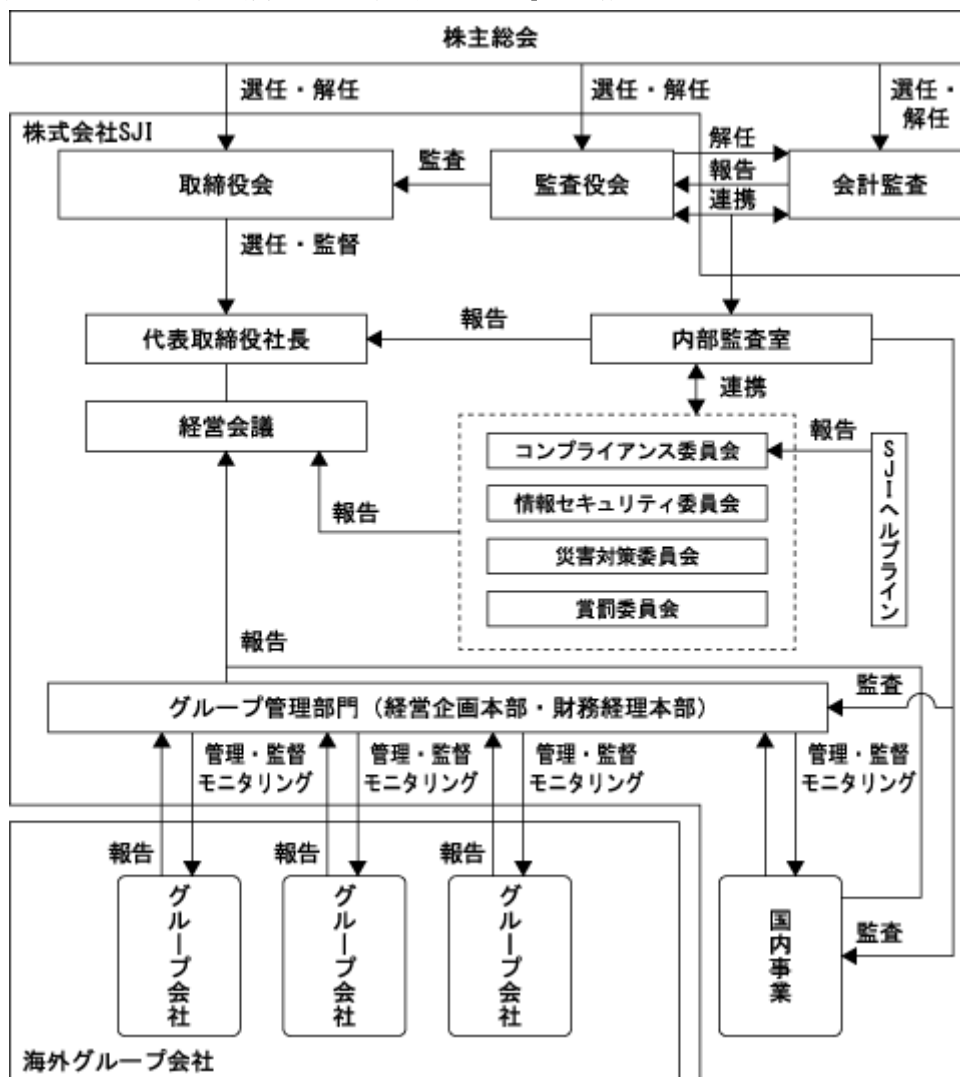 株主総会
選任・解任
選任・解任
選任・
解任
株式会社SJI
解任
監査
報告
取締役会
監査役会
会計監査
連携
選任・監督
報告
代表取締役社長
内部監査室
連携
経営会議
報告
コンプライアンス委員会
情報セキュリティ委員会
報告
災害対策委員会
賞罰委員会
SJIヘルプライン
報告
監査
グループ管理部門（経営企画本部・財務経理本部）
管理・監督
モニタリング
管理・監督
モニタリング
管理・監督
モニタリング
管理・監督
モニタリング
報告
報告
報告
グループ会社
グループ会社
グループ会社
国内事業
監査
海外グループ会社